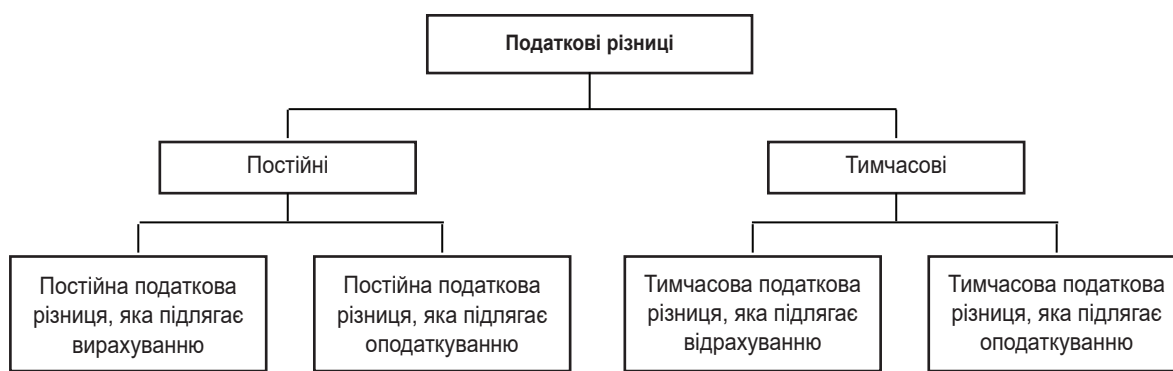 Податкові різниці
Постійні
Тимчасові
Постійна податкова
різниця, яка підлягає
вирахуванню
Постійна податкова
різниця, яка підлягає
оподаткуванню
Тимчасова податкова
різниця, яка підлягає
відрахуванню
Тимчасова податкова
різниця, яка підлягає
оподаткуванню